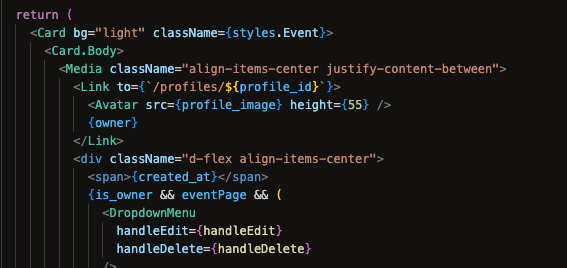 return (
<Card bg="light" className={styles.Event}>
<Card.Body>
<Media className="align-items-center justify-content-between">
<Link to={`/profiles/${profile_id}`}>
<Avatar src={profile_image} height={55} />
{owner}
</Link>
<div className="d-flex align-items-center">
<span>{created_at}</span>
{is_owner && eventPage && (
<DropdownMenu
handleEdit={handleEdit}
handleDelete={handleDelete}
/>